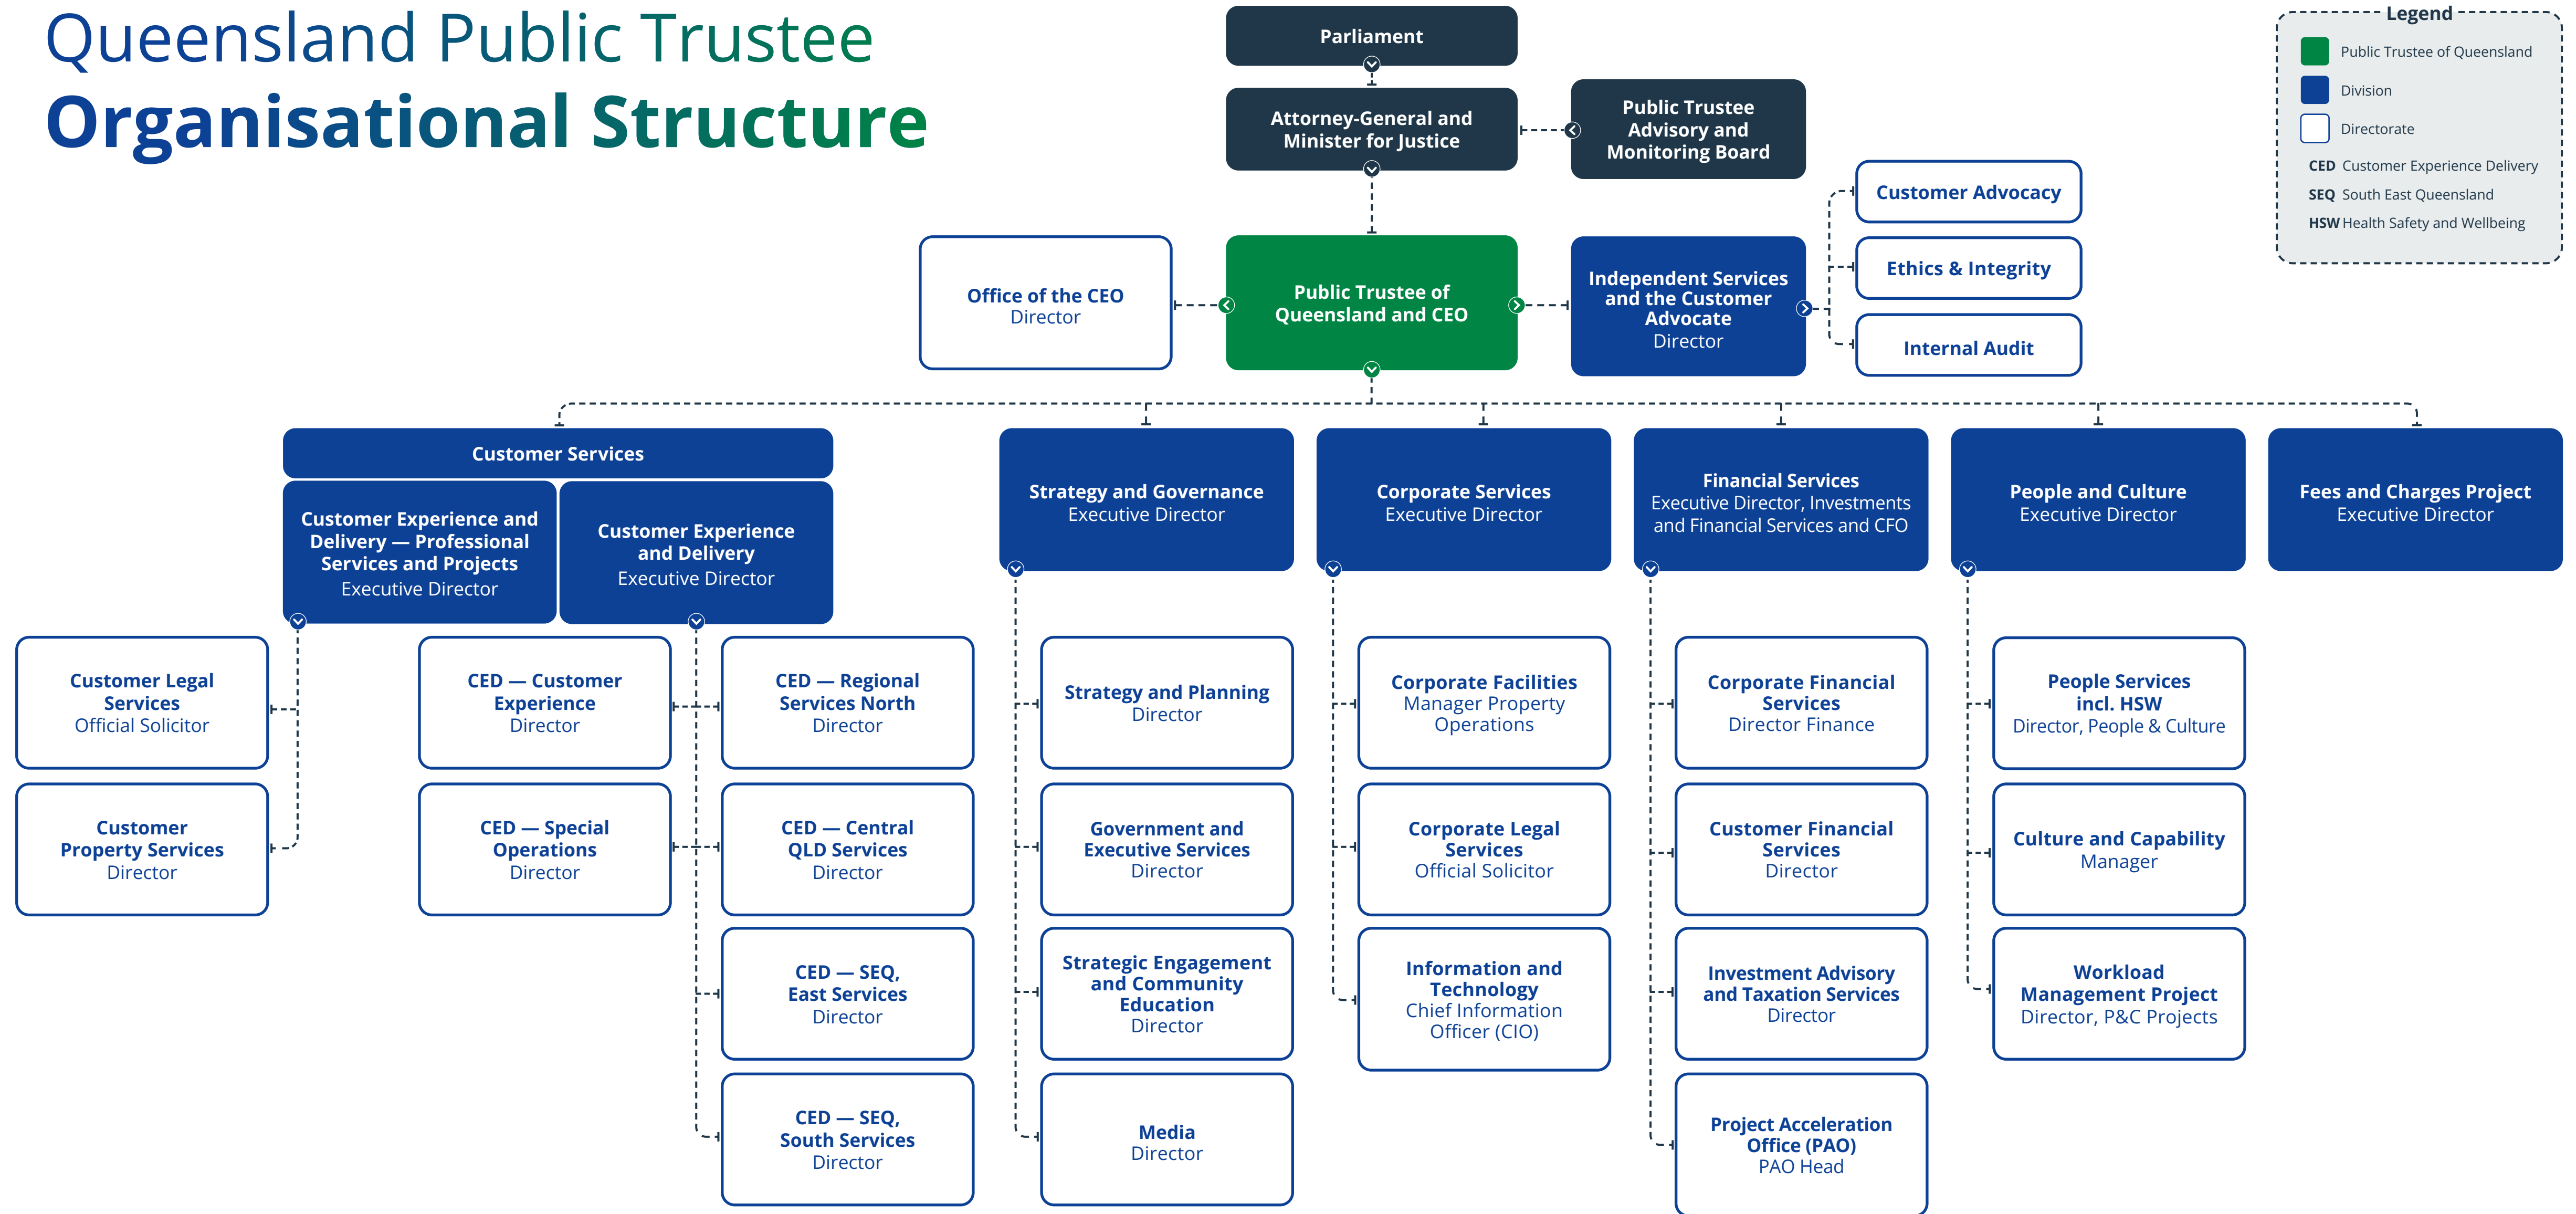 Queensland Public Trustee
Organisational Structure
Parliament
Attorney-General and
Minister for Justice
Public Trustee
Advisory and
Monitoring Board
Legend
Public Trustee of Queensland
Division
Directorate
CED Customer Experience Delivery
SEQ South East Queensland
HSW Health Safety and Wellbeing
Office of the CEO
Director
Public Trustee of
Queensland and CEO
Independent Services
and the Customer
Advocate
Director
Customer Advocacy
Ethics & Integrity
Internal Audit
Customer Services
Customer Experience and
Delivery — Professional
Services and Projects
Executive Director
Customer Experience
and Delivery
Executive Director
Strategy and Governance
Executive Director
Corporate Services
Executive Director
Financial Services
Executive Director, Investments
and Financial Services and CFO
People and Culture
Executive Director
Fees and Charges Project
Executive Director
Customer Legal
Services
Official Solicitor
Customer
Property Services
Director
CED — Customer
Experience
Director
CED — Special
Operations
Director
CED — Regional
Services North
Director
CED — Central
QLD Services
Director
CED — SEQ,
East Services
Director
CED — SEQ,
South Services
Director
Strategy and Planning
Director
Government and
Executive Services
Director
Strategic Engagement
and Community
Education
Director
Media
Director
Corporate Facilities
Manager Property
Operations
Corporate Legal
Services
Official Solicitor
Information and
Technology
Chief Information
Officer (CIO)
Corporate Financial
Services
Director Finance
Customer Financial
Services
Director
Investment Advisory
and Taxation Services
Director
Project Acceleration
Office (PAO)
PAO Head
People Services
incl. HSW
Director, People & Culture
Culture and Capability
Manager
Workload
Management Project
Director, P&C Projects